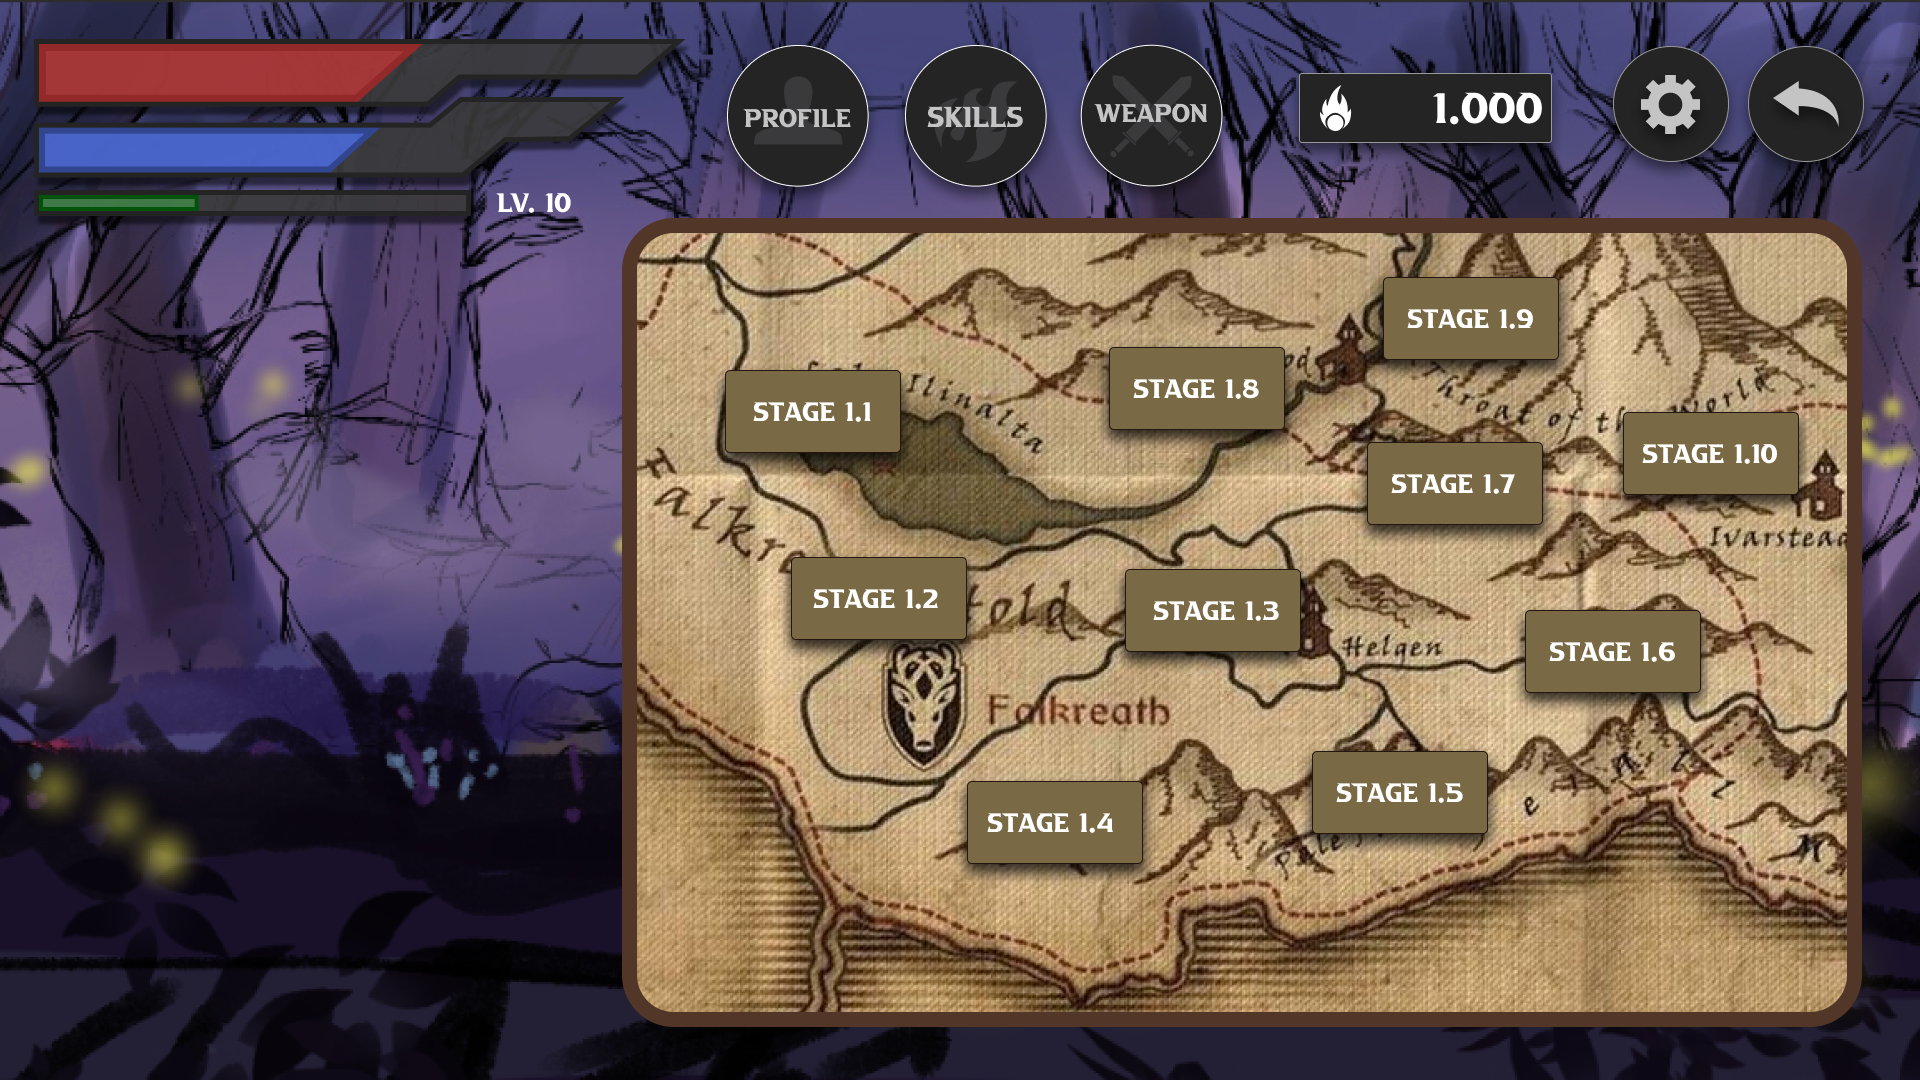 PROFILE
SKILLS
WEAPON
1.000
LV. 10
STAGE 1.9
STAGE 1.8
STAGE 1.1
Ilinalta
Throat of the World
STAGE 1.10
STAGE 1.7
Ivarstead
Falkre
STAGE 1.2
told
STAGE 1.3
Helgen
STAGE 1.6
Falkreath
STAGE 1.5
STAGE 1.4
Pale